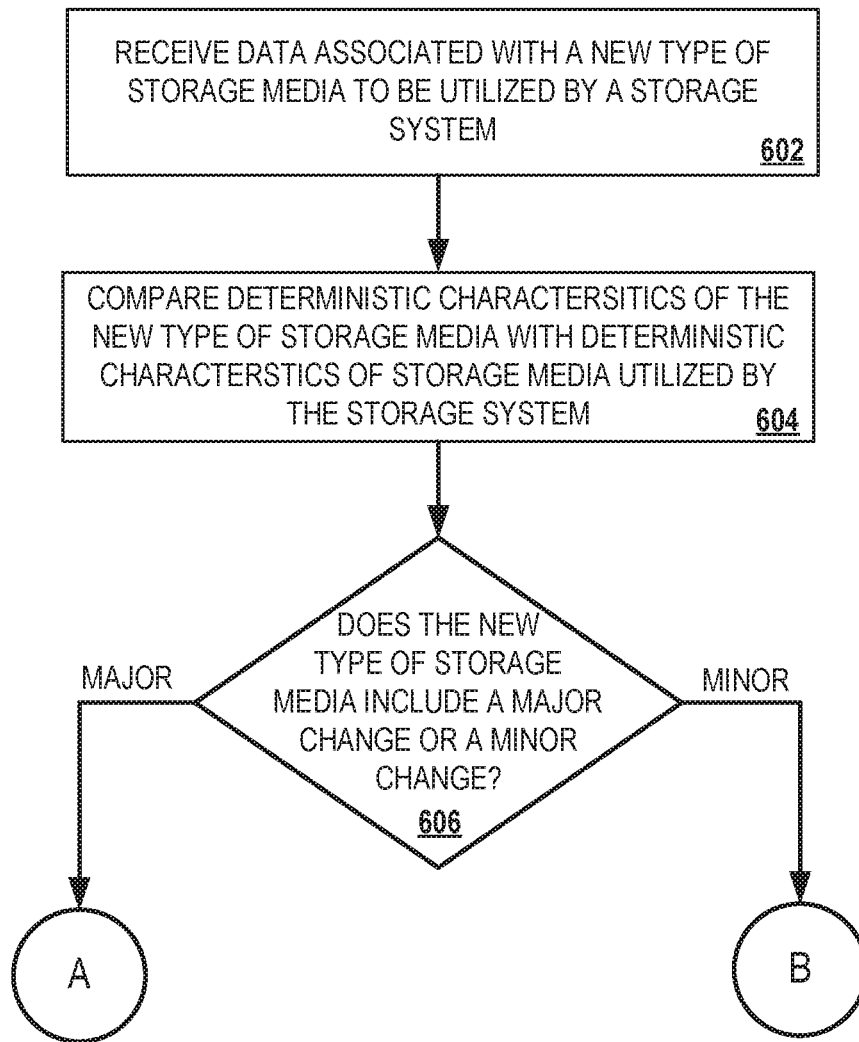 RECEIVE DATA ASSOCIATED WITH A NEW TYPE OF
STORAGE MEDIA TO BE UTILIZED BY A STORAGE
SYSTEM
602
COMPARE DETERMINISTIC CHARACTERSITICS OF THE
NEW TYPE OF STORAGE MEDIA WITH DETERMINISTIC
CHARACTERSTICS OF STORAGE MEDIA UTILIZED BY
THE STORAGE SYSTEM
604
DOES THE NEW
TYPE OF STORAGE
MEDIA INCLUDE A MAJOR
CHANGE OR A MINOR
CHANGE?
606
MAJOR
MINOR
A
B